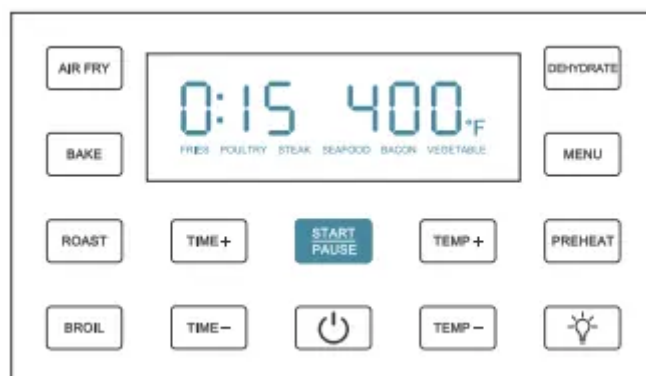 AIR FRY
0:15 400°F
DEHYDRATE
FRIES POULTRY STEAK SEAFOOD BACON VEGETABLE
BAKE
MENU
ROAST
TIME+
START
PAUSE
TEMP+
PREHEAT
BROIL
TIME−
TEMP−